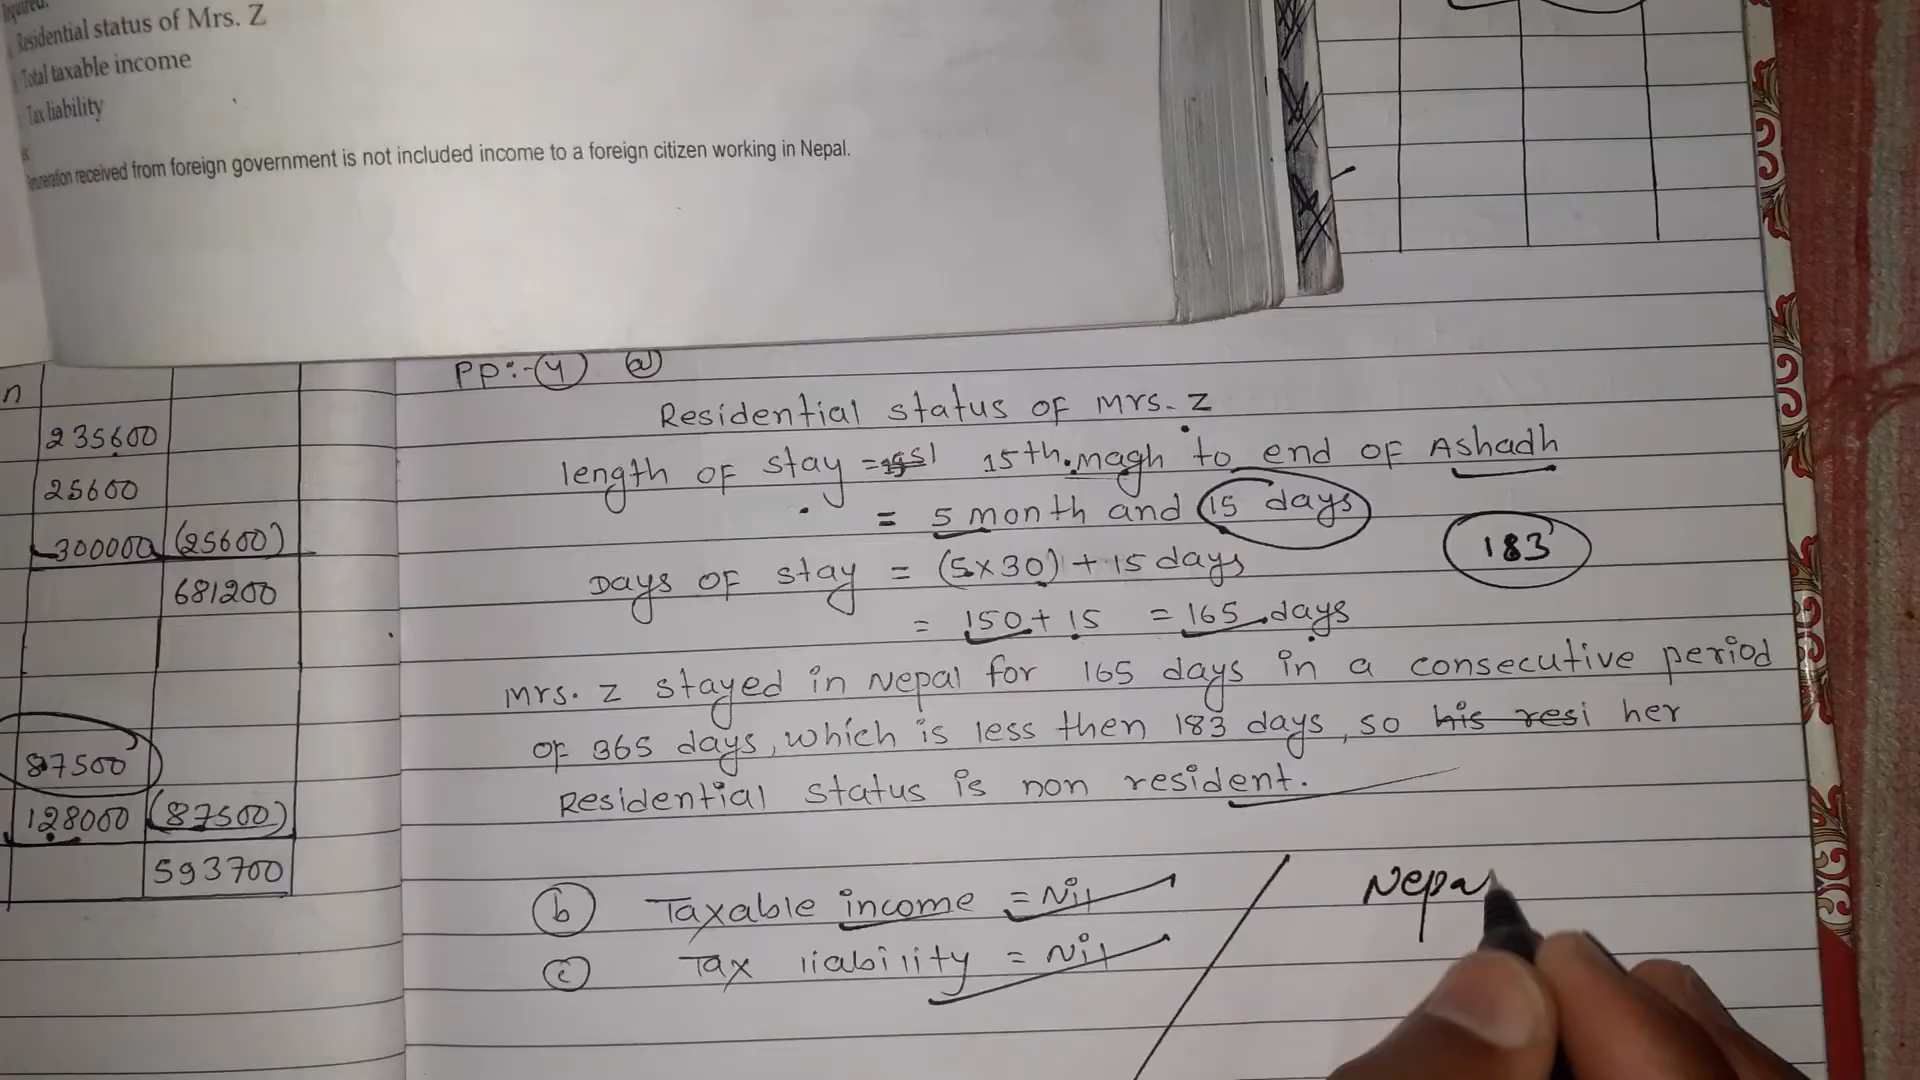 Required:
Residential status of Mrs. Z
Total taxable income
Tax liability
received from foreign government is not included income to a foreign citizen working in Nepal.
n
235600
25600
300000 (25600)
681200
87500
128000 (87500)
593700
PP:-(4) (a)
Residential status of Mrs. Z
length of stay = 15th magh to end of Ashadh
= 5 month and 15 days
183
Days of stay = (5x30) + 15 days
= 150 + 15 = 165 days
Mrs. Z stayed in Nepal for 165 days in a consecutive period
of 365 days, which is less then 183 days, so his resi her
Residential status is non resident.
(b) Taxable income = Nil
(c) Tax liability = Nil
Nepa